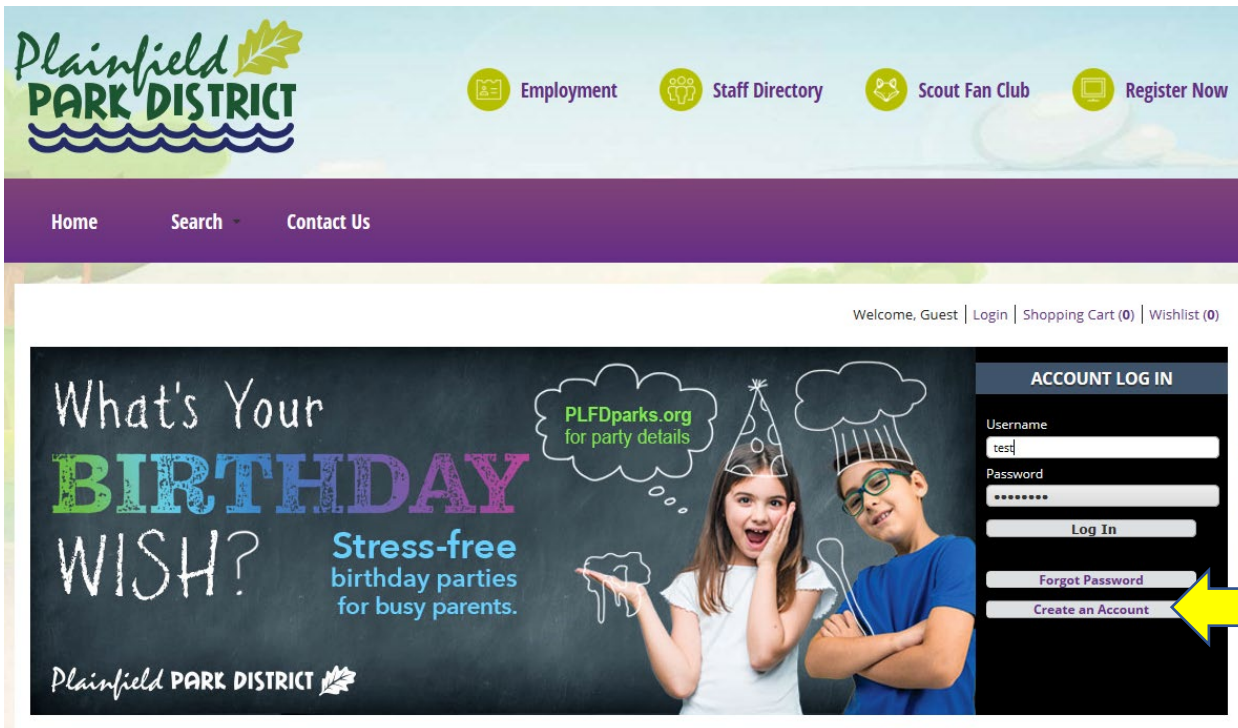 Plainfield
PARK DISTRICT
Employment
Staff Directory
Scout Fan Club
Register Now
Home
Search
Contact Us
Welcome, Guest | Login | Shopping Cart (0) | Wishlist (0)
What's Your
BIRTHDAY
WISH?
Stress-free
birthday parties
for busy parents.
PLFDparks.org
for party details
Plainfield PARK DISTRICT
ACCOUNT LOG IN
Username
test
Password
••••••••
Log In
Forgot Password
Create an Account